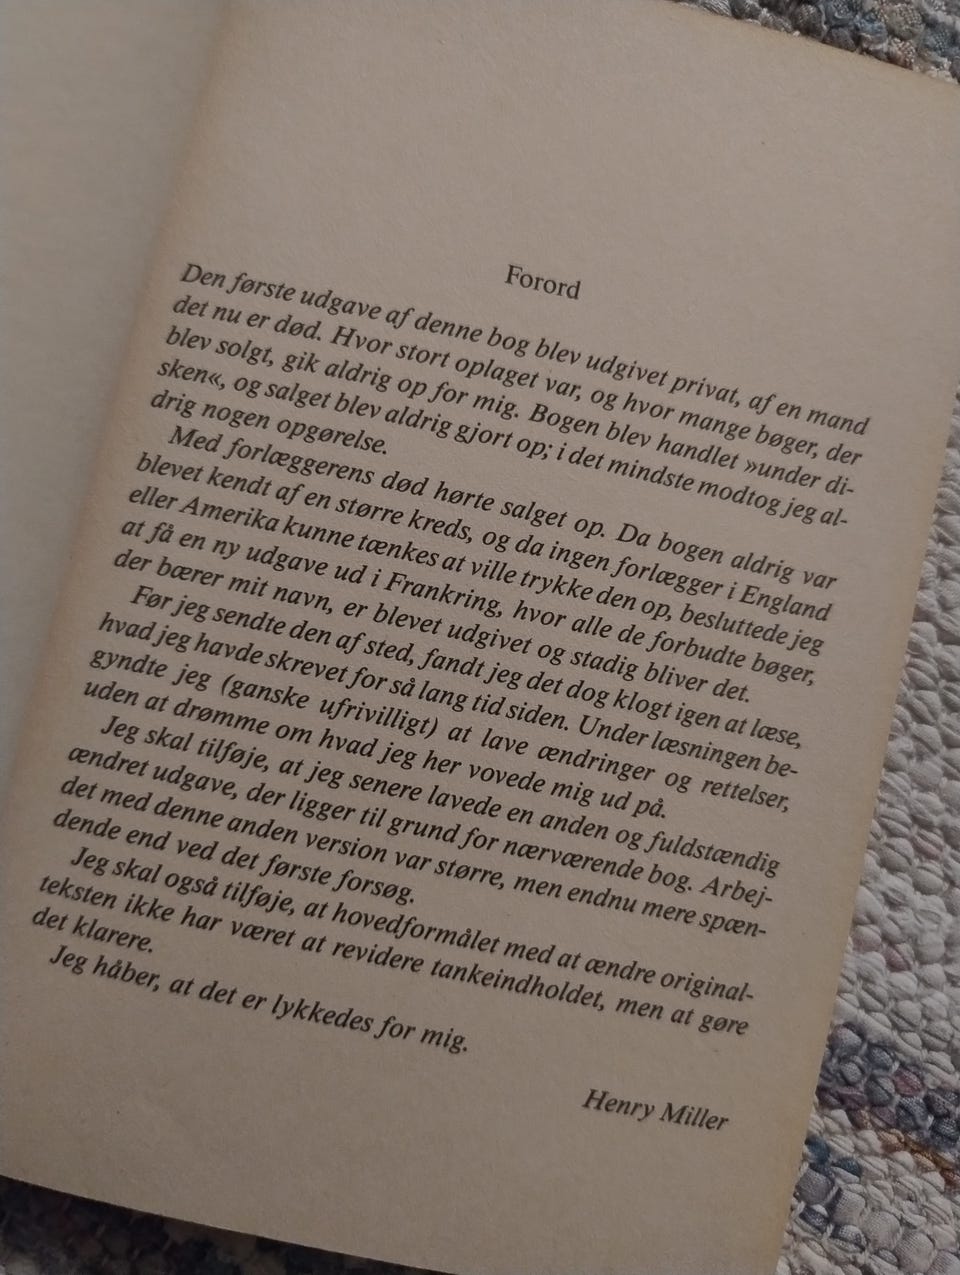 Forord
Den første udgave af denne bog blev udgivet privat, af en mand
det nu er død. Hvor stort oplaget var, og hvor mange bøger, der
blev solgt, gik aldrig op for mig. Bogen blev handlet »under di-
sken«, og salget blev aldrig gjort op; i det mindste modtog jeg al-
drig nogen opgørelse.
Med forlæggerens død hørte salget op. Da bogen aldrig var
blevet kendt af en større kreds, og da ingen forlægger i England
eller Amerika kunne tænkes at ville trykke den op, besluttede jeg
at få en ny udgave ud i Frankring, hvor alle de forbudte bøger,
der bærer mit navn, er blevet udgivet og stadig bliver det.
Før jeg sendte den af sted, fandt jeg det dog klogt igen at læse,
hvad jeg havde skrevet for så lang tid siden. Under læsningen be-
gyndte jeg (ganske ufrivilligt) at lave ændringer og rettelser,
uden at drømme om hvad jeg her vovede mig ud på.
Jeg skal tilføje, at jeg senere lavede en anden og fuldstændig
ændret udgave, der ligger til grund for nærværende bog. Arbej-
det med denne anden version var større, men endnu mere spæn-
dende end ved det første forsøg.
Jeg skal også tilføje, at hovedformålet med at ændre original-
teksten ikke har været at revidere tankeindholdet, men at gøre
det klarere.
Jeg håber, at det er lykkedes for mig.
Henry Miller